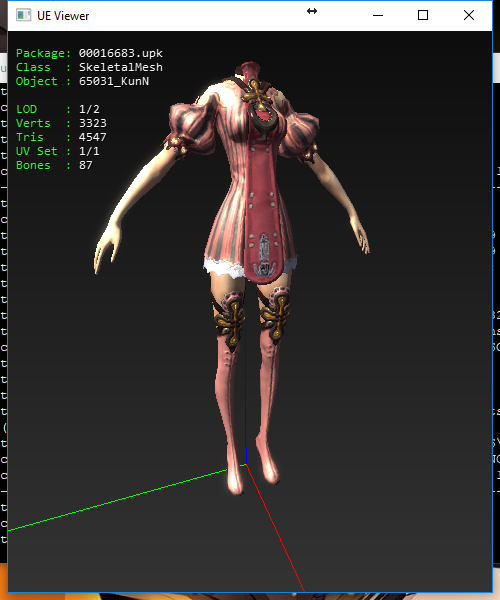 UE Viewer
Package: 00016683.upk
Class  : SkeletalMesh
Object : 65031_KunN
LOD    : 1/2
Verts  : 3323
Tris   : 4547
UV Set : 1/1
Bones  : 87